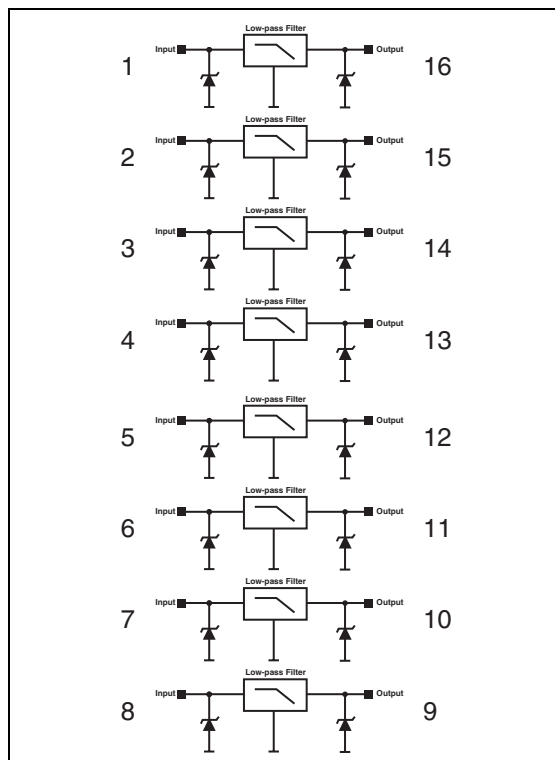 Low-pass Filter
Input Output
1 16
Low-pass Filter
Input Output
2 15
Low-pass Filter
Input Output
3 14
Low-pass Filter
Input Output
4 13
Low-pass Filter
Input Output
5 12
Low-pass Filter
Input Output
6 11
Low-pass Filter
Input Output
7 10
Low-pass Filter
Input Output
8 9